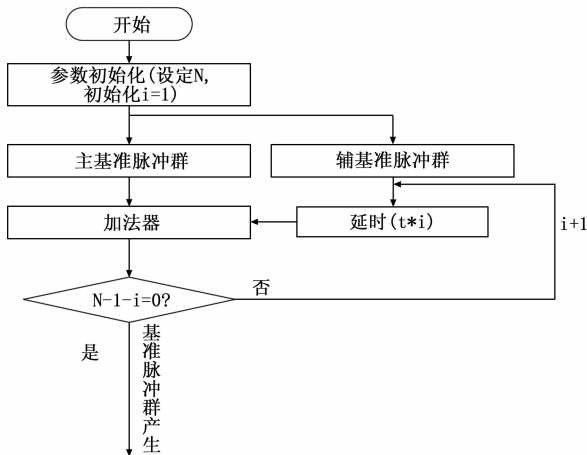 开始
参数初始化(设定N,
初始化i=1)
主基准脉冲群
辅基准脉冲群
加法器
延时(t*i)
i+1
N-1-i=0?
否
是
基准脉冲群产生